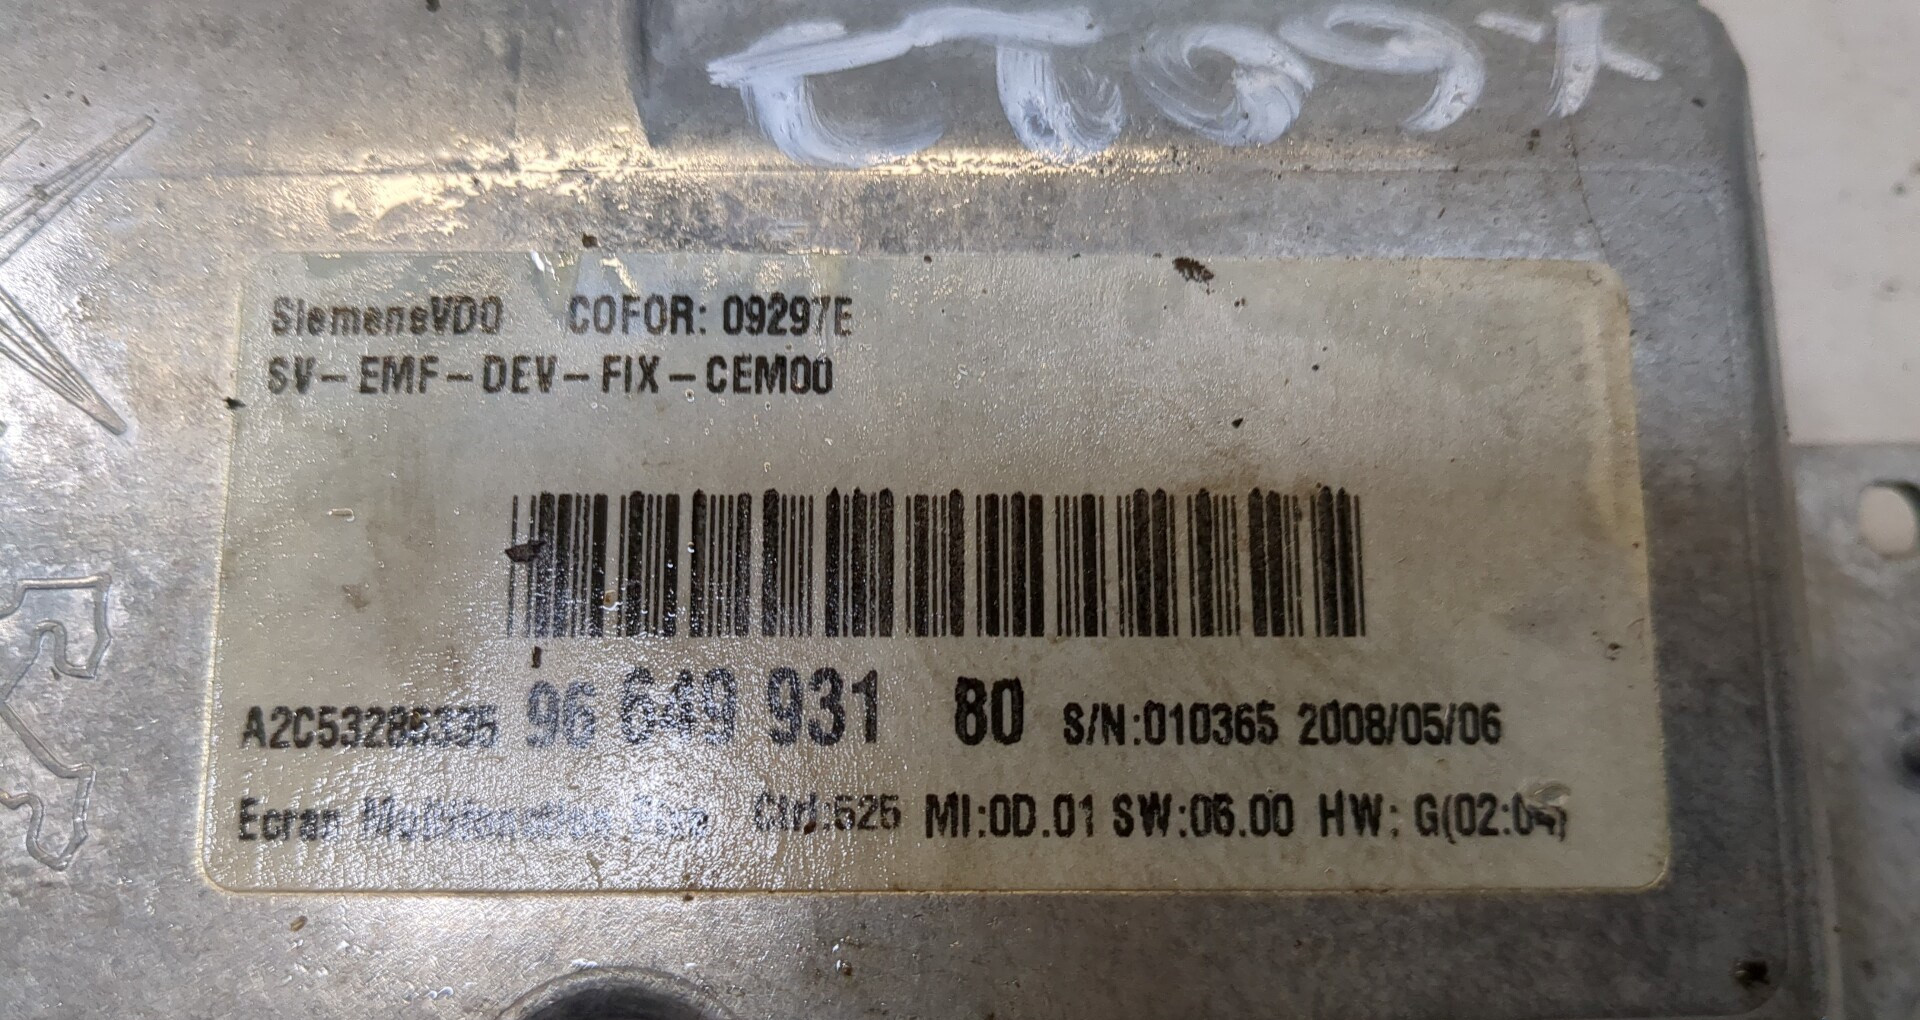 SiemensVDO COFOR: 09297E
SV-EMF-DEV-FIX-CEM00
96 649 931 80 S/N:010365 2008/05/06
Ecran Ctrl:525 MI:0D.01 SW:06.00 HW: G(02:04)